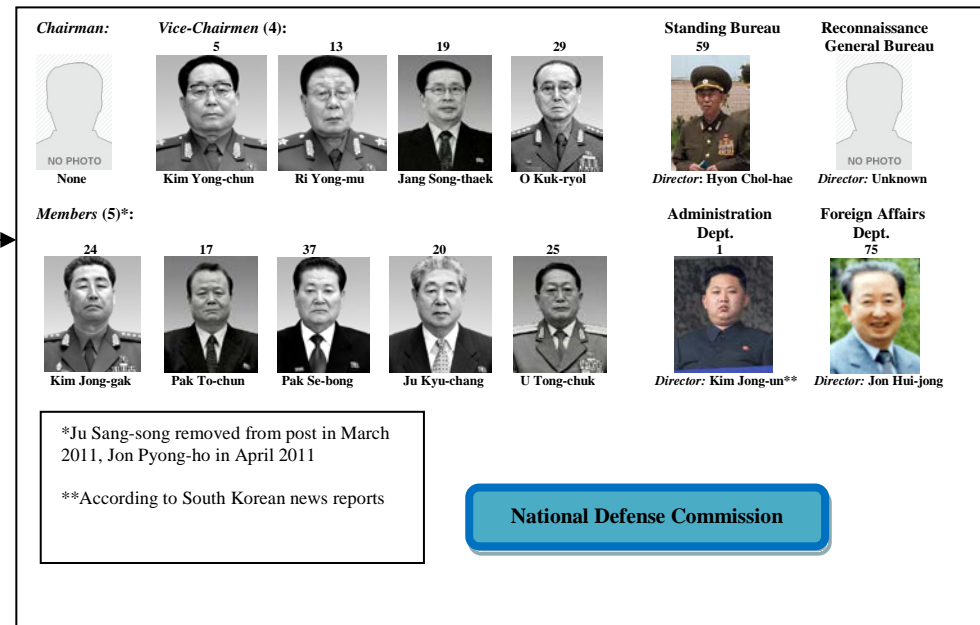 Chairman:
Vice-Chairmen (4):
Standing Bureau
Reconnaissance
General Bureau
5
13
19
29
59
NO PHOTO
NO PHOTO
None
Kim Yong-chun
Ri Yong-mu
Jang Song-thaek
O Kuk-ryol
Director: Hyon Chol-hae
Director: Unknown
Members (5)*:
Administration
Dept.
Foreign Affairs
Dept.
24
17
37
20
25
1
75
Kim Jong-gak
Pak To-chun
Pak Se-bong
Ju Kyu-chang
U Tong-chuk
Director: Kim Jong-un**
Director: Jon Hui-jong
*Ju Sang-song removed from post in March
2011, Jon Pyong-ho in April 2011
**According to South Korean news reports
National Defense Commission